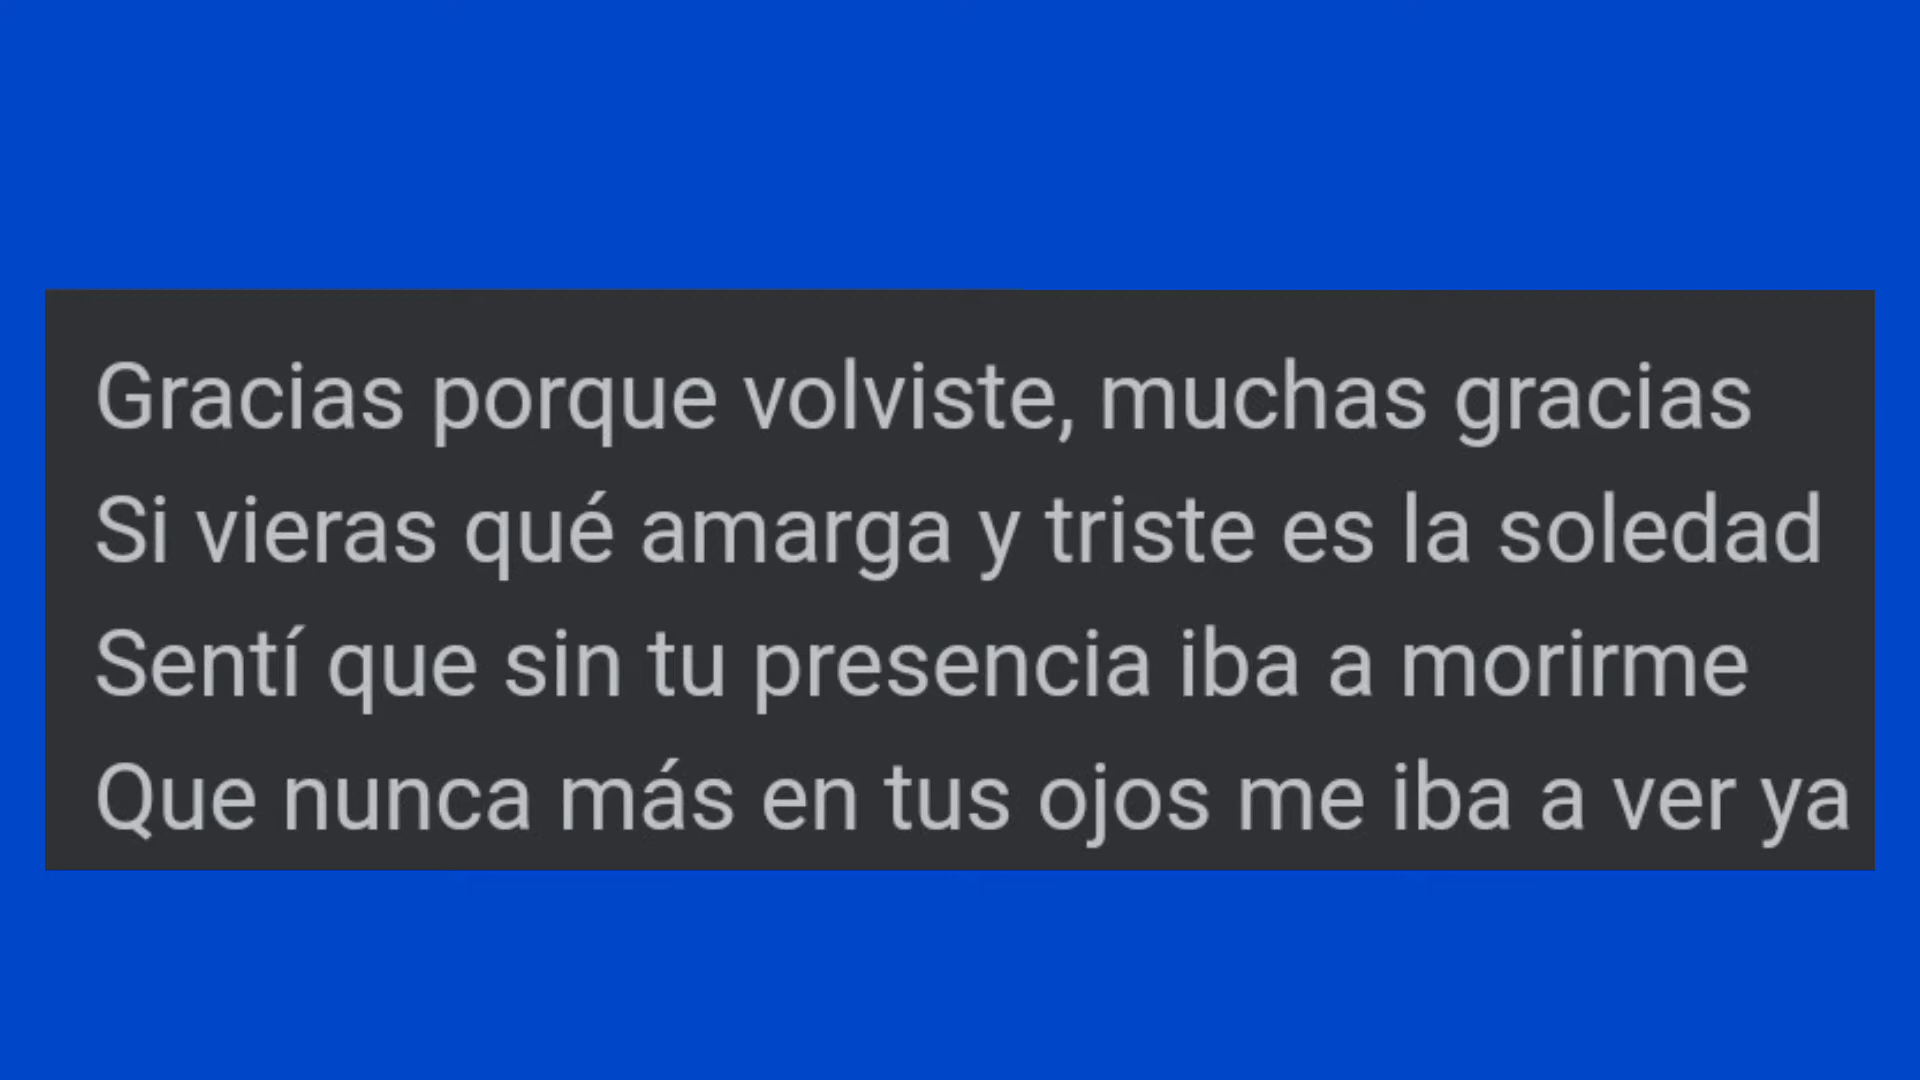 Gracias porque volviste, muchas gracias
Si vieras qué amarga y triste es la soledad
Sentí que sin tu presencia iba a morirme
Que nunca más en tus ojos me iba a ver ya